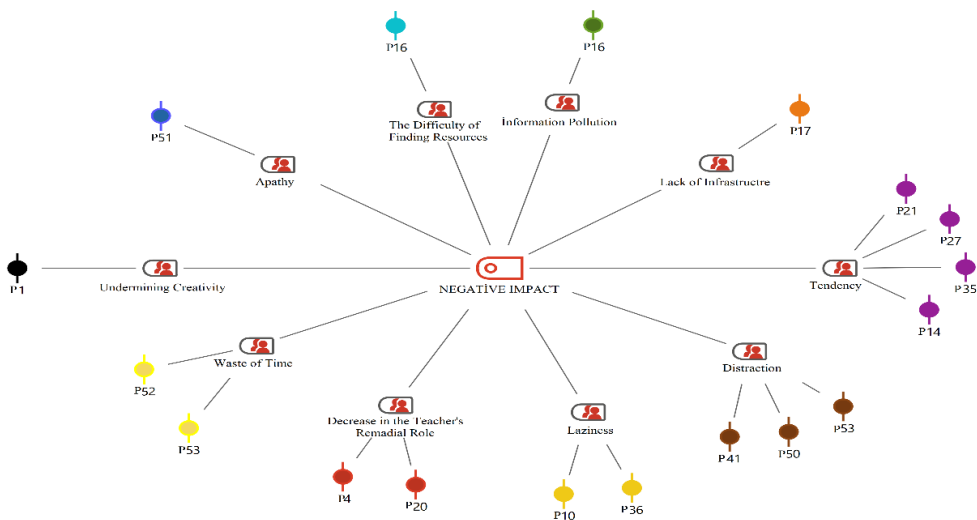 P16
P16
P51
The Difficulty of
Finding Resources
İnformation Pollution
P17
Apathy
Lack of Infrastructre
P21
P27
P1
Undermining Creativity
NEGATİVE IMPACT
Tendency
P35
P14
Waste of Time
Distraction
P52
P53
Decrease in the Teacher's
Remadial Role
Laziness
P41
P50
P53
P4
P20
P10
P36